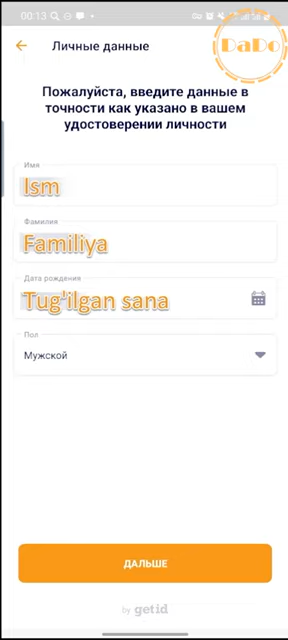 00:13
DaDo
Личные данные
Пожалуйста, введите данные в
точности как указано в вашем
удостоверении личности
Имя
Ism
Фамилия
Familiya
Дата рождения
Tug'ilgan sana
Пол
Мужской
ДАЛЬШЕ
by getid